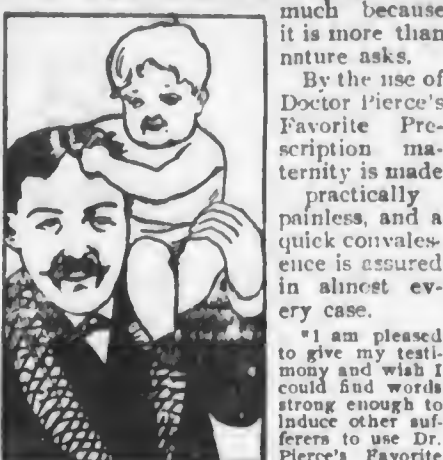 much because
it is more than
nnture asks.
By the use of
Doctor Pierce's
Favorite Pre-
scription ma-
ternity is made
practically
painless, and a
quick convales-
ence is assured
in almost ev-
ery case.
"I am pleased
to give my testi-
mony and wish I
could find words
strong enough to
induce other suf-
ferers to use Dr.
Pierce's Favorite